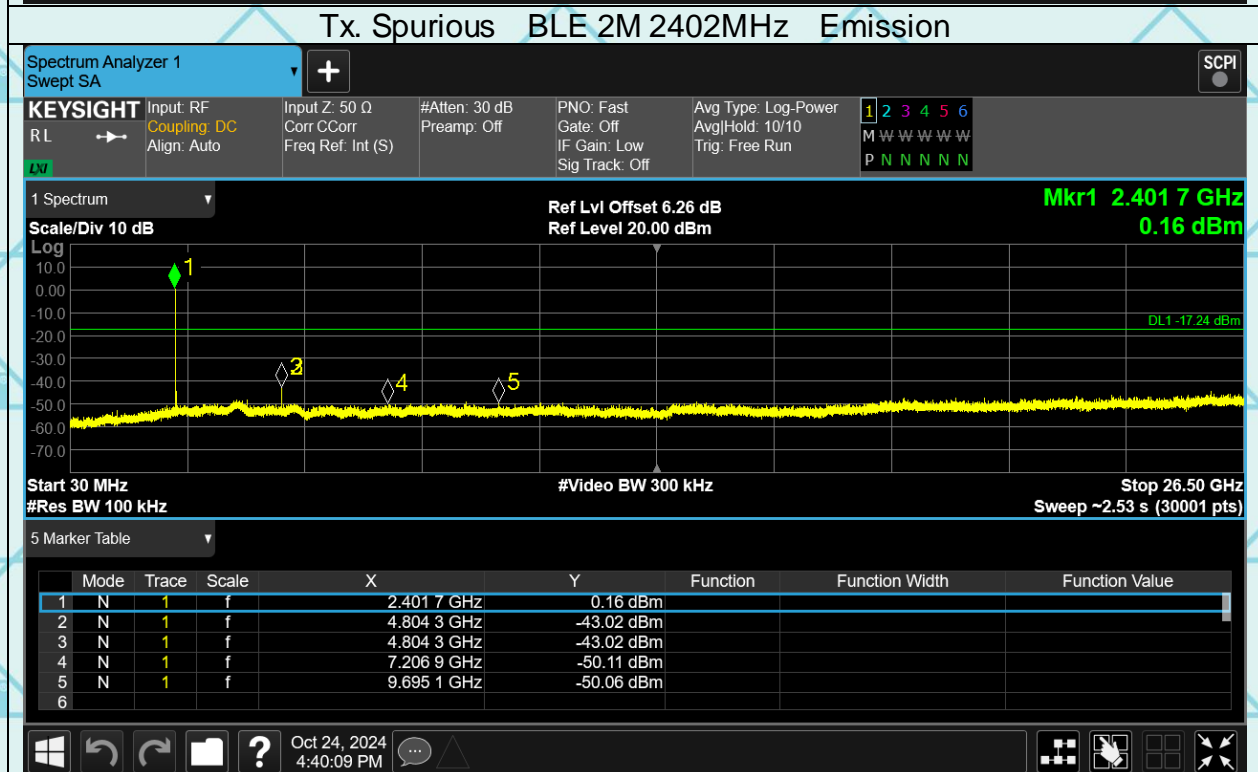 Tx. Spurious BLE 2M 2402MHz Emission
Spectrum Analyzer 1
Swept SA
+
SCPI
KEYSIGHT
RL
LXI
Input: RF
Coupling: DC
Align: Auto
Input Z: 50 Ω
Corr CCorr
Freq Ref: Int (S)
#Atten: 30 dB
Preamp: Off
PNO: Fast
Gate: Off
IF Gain: Low
Sig Track: Off
Avg Type: Log-Power
Avg|Hold: 10/10
Trig: Free Run
1 2 3 4 5 6
M W W W W W
P N N N N N
1 Spectrum
Scale/Div 10 dB
Ref Lvl Offset 6.26 dB
Ref Level 20.00 dBm
Mkr1 2.401 7 GHz
0.16 dBm
Log
10.0
0.00
-10.0
-20.0
-30.0
-40.0
-50.0
-60.0
-70.0
1
2
3
4
5
DL1 -17.24 dBm
Start 30 MHz
#Res BW 100 kHz
#Video BW 300 kHz
Stop 26.50 GHz
Sweep ~2.53 s (30001 pts)
5 Marker Table
Mode Trace Scale X Y Function Function Width Function Value
1 N 1 f 2.401 7 GHz 0.16 dBm
2 N 1 f 4.804 3 GHz -43.02 dBm
3 N 1 f 4.804 3 GHz -43.02 dBm
4 N 1 f 7.206 9 GHz -50.11 dBm
5 N 1 f 9.695 1 GHz -50.06 dBm
6
?
Oct 24, 2024
4:40:09 PM